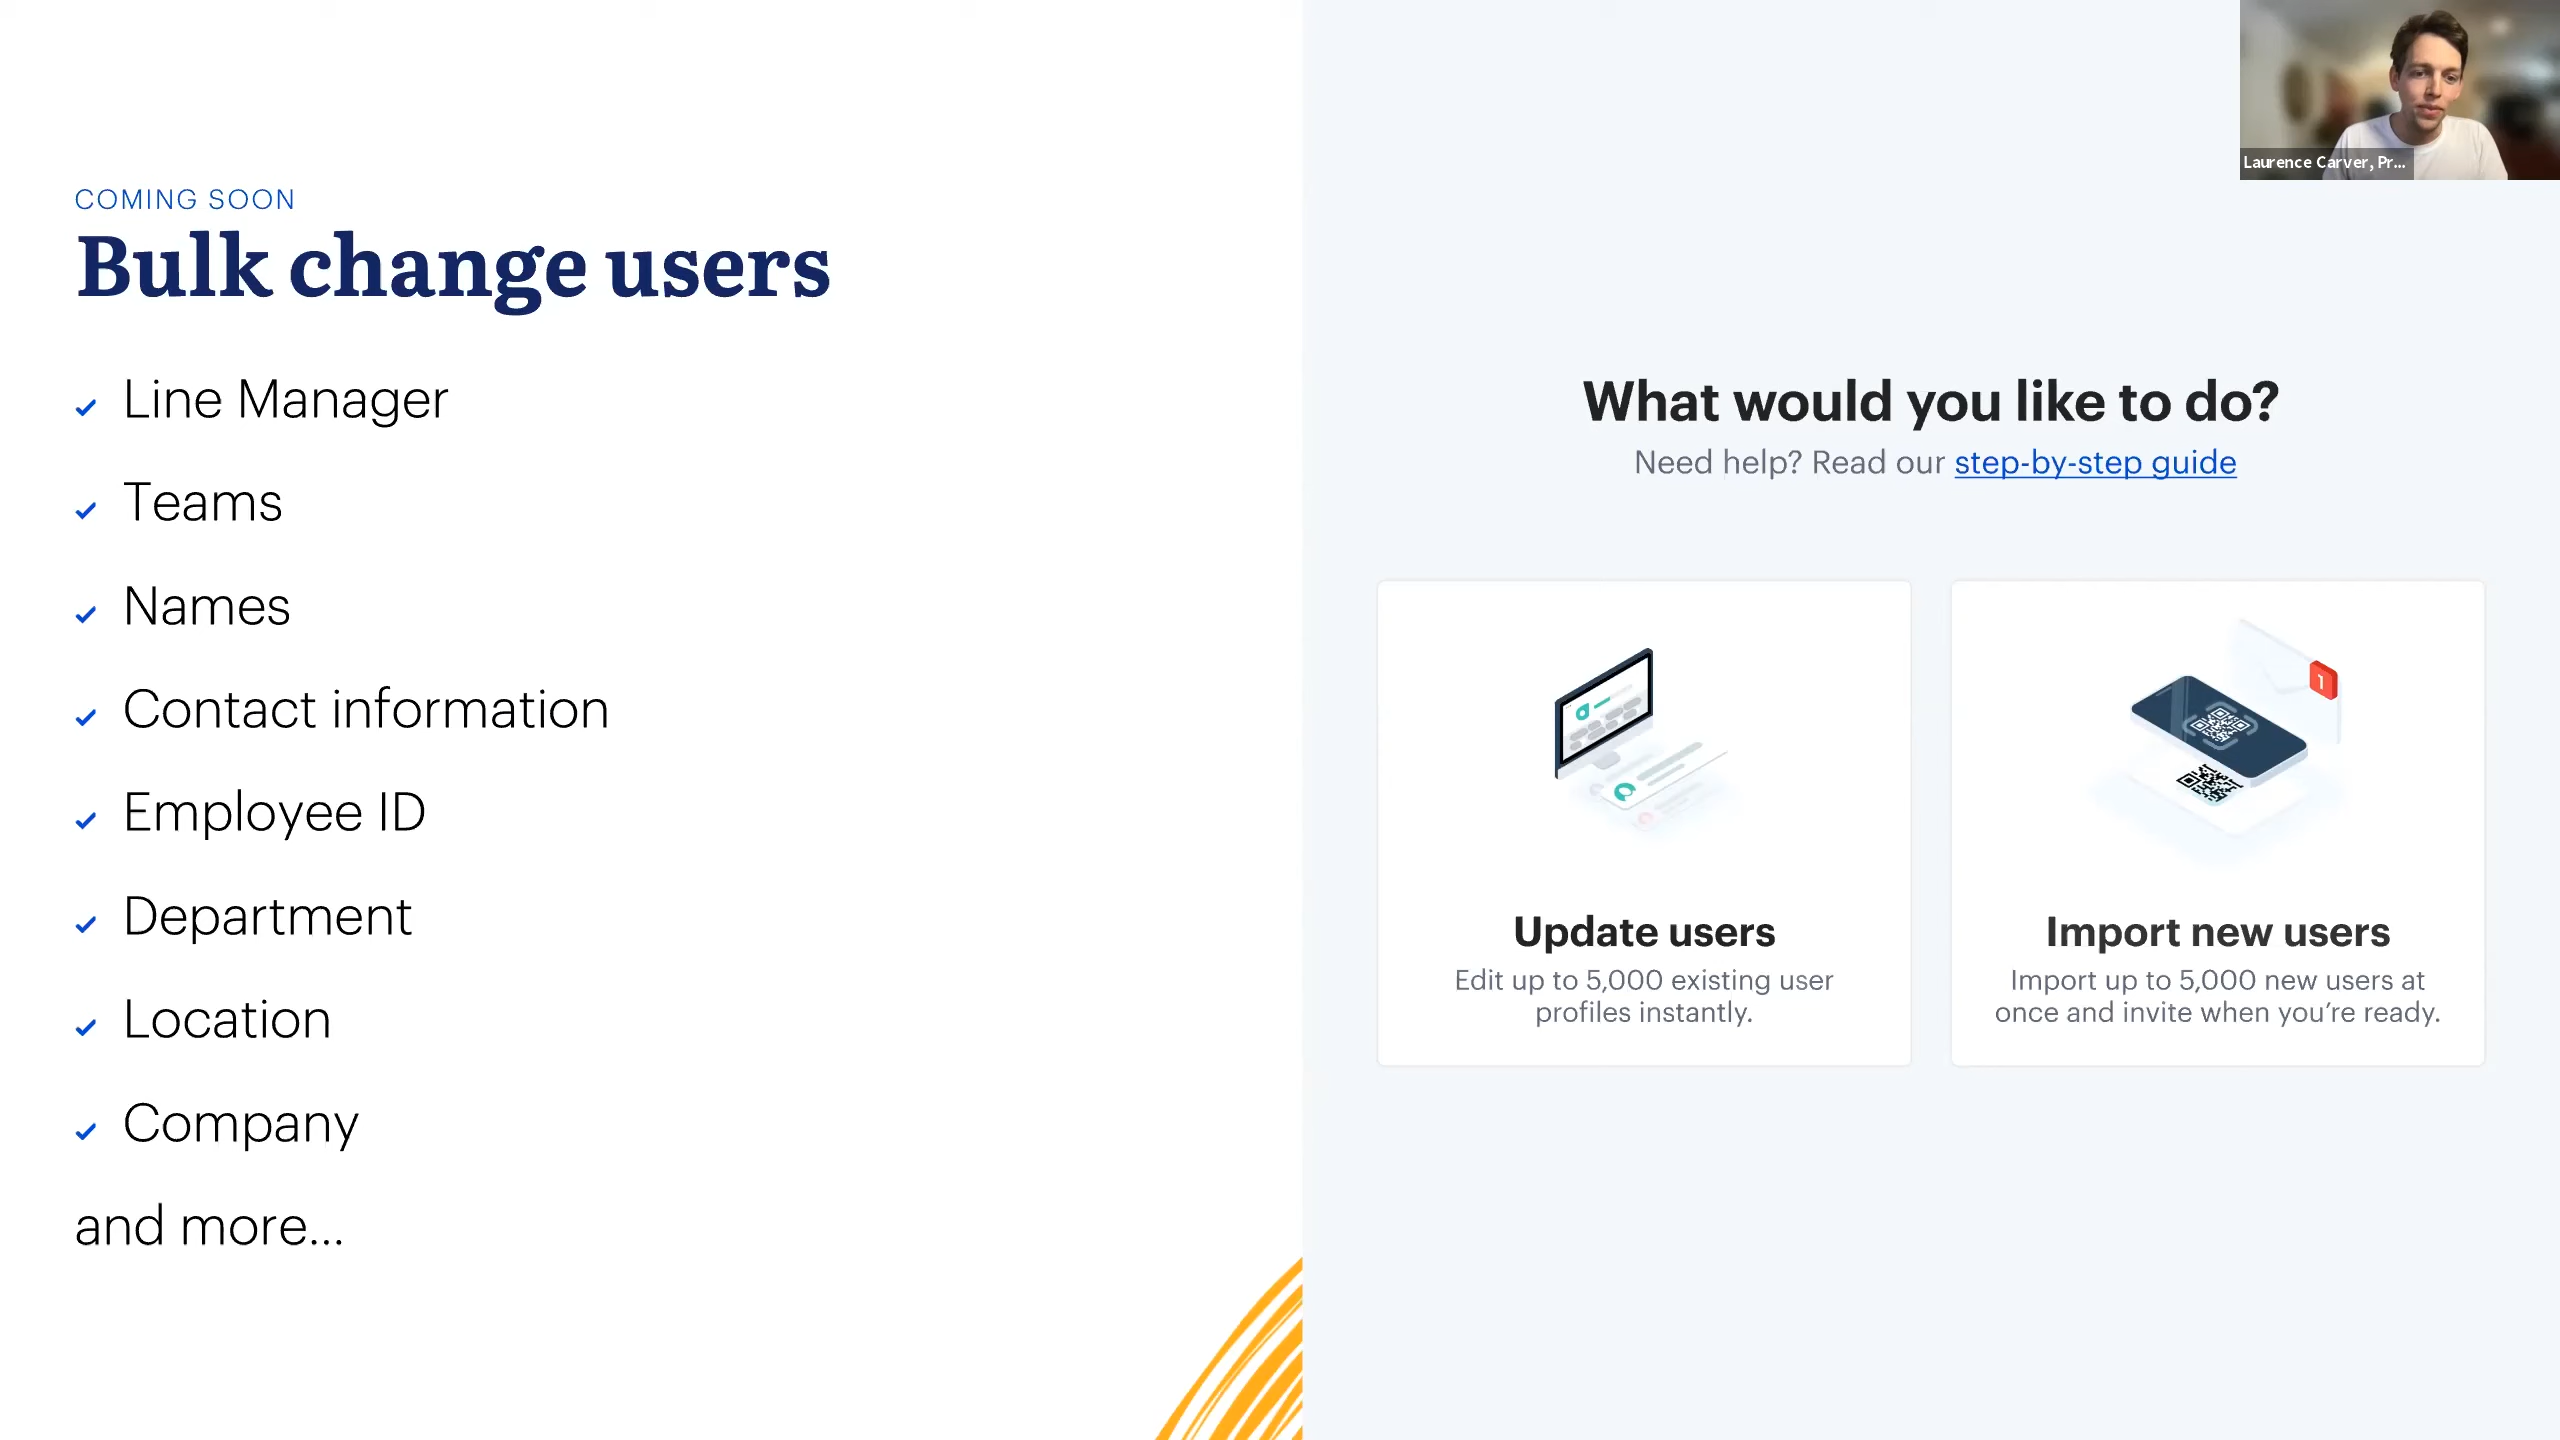 Laurence Carver, Pr...
COMING SOON
Bulk change users
Line Manager
Teams
Names
Contact information
Employee ID
Department
Location
Company
and more...
What would you like to do?
Need help? Read our step-by-step guide
1
Update users
Edit up to 5,000 existing user
profiles instantly.
Import new users
Import up to 5,000 new users at
once and invite when you’re ready.